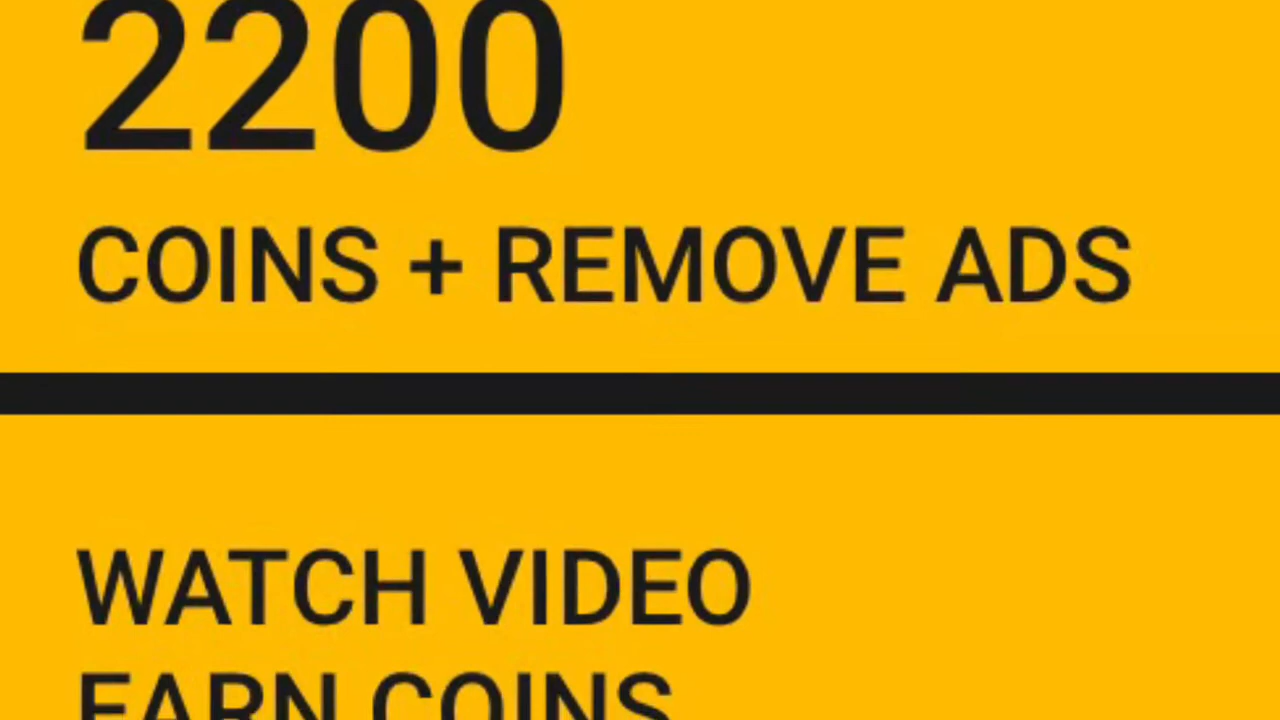 2200
COINS + REMOVE ADS
WATCH VIDEO
EARN COINS